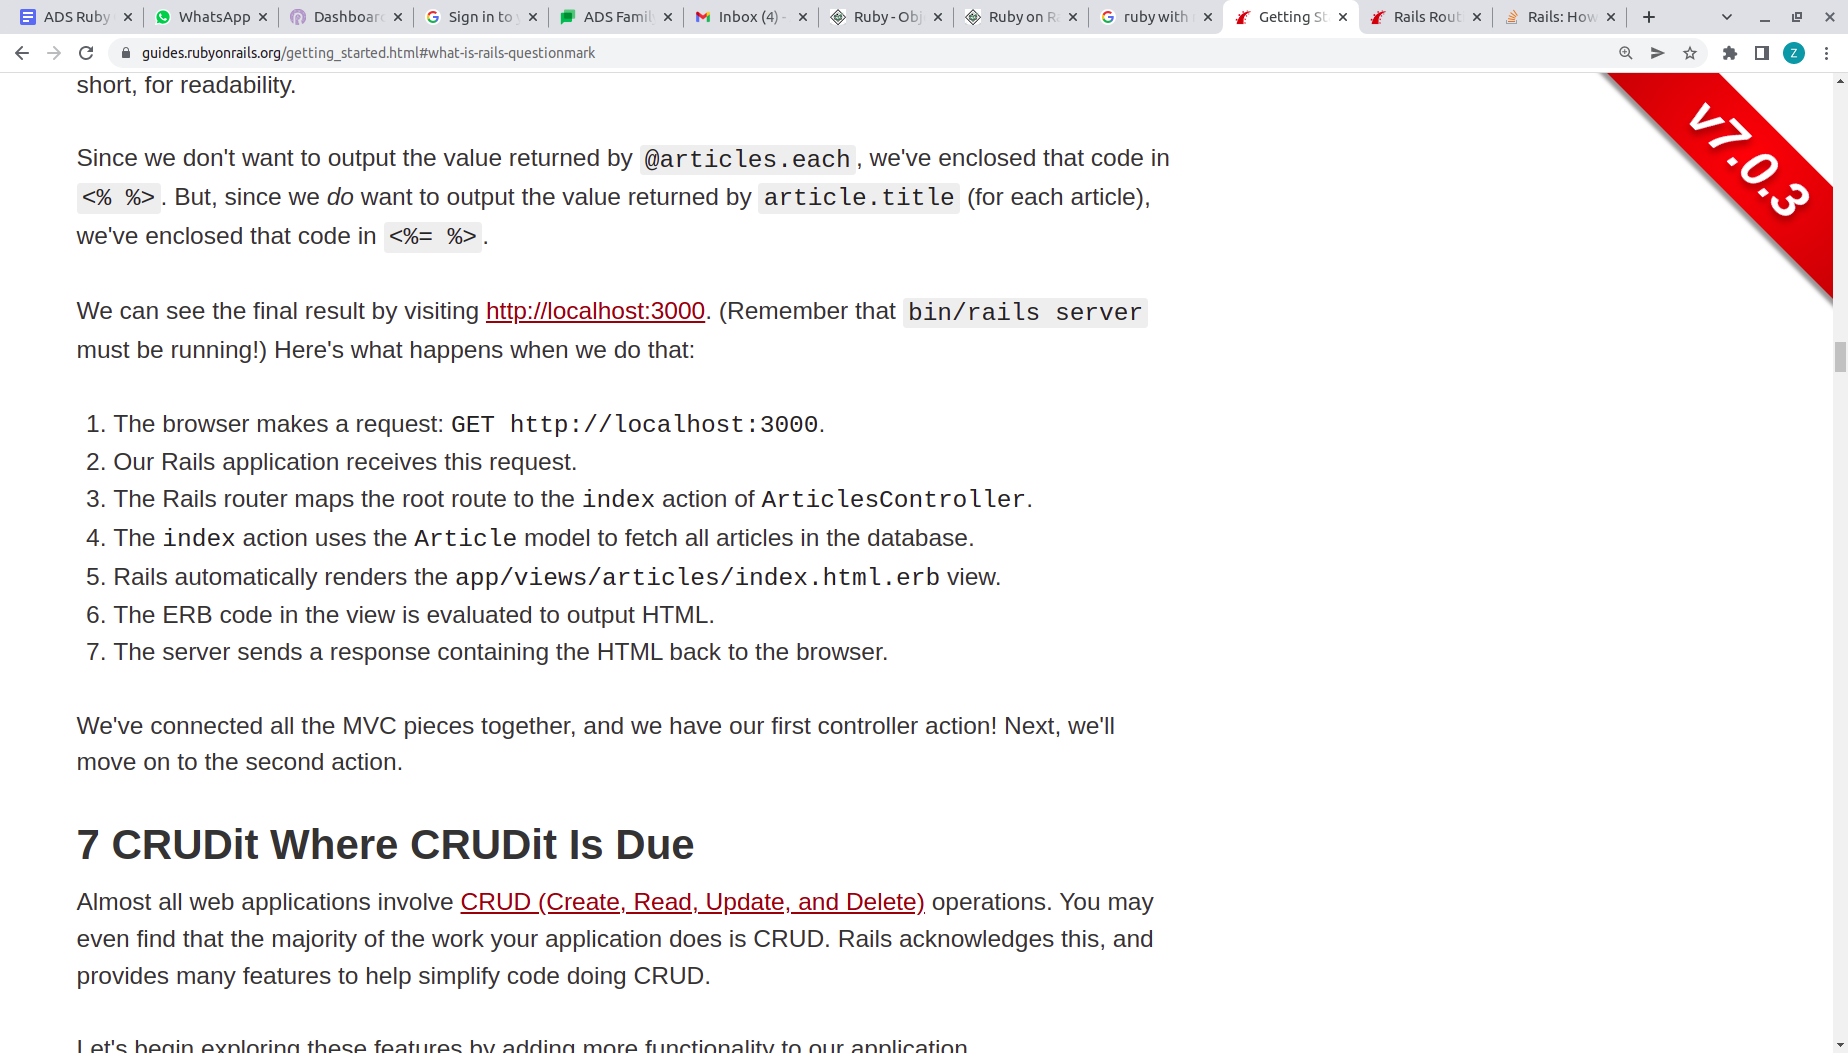 ADS Ruby
WhatsApp
Dashboar
Sign in to
ADS Family
Inbox (4) -
Ruby - Obj
Ruby on Ra
ruby with
Getting St
Rails Rout
Rails: How
guides.rubyonrails.org/getting_started.html#what-is-rails-questionmark
Z
v7.0.3
short, for readability.
Since we don't want to output the value returned by @articles.each, we've enclosed that code in
<% %>. But, since we do want to output the value returned by article.title (for each article),
we've enclosed that code in <%= %>.
We can see the final result by visiting http://localhost:3000. (Remember that bin/rails server
must be running!) Here's what happens when we do that:
1. The browser makes a request: GET http://localhost:3000.
2. Our Rails application receives this request.
3. The Rails router maps the root route to the index action of ArticlesController.
4. The index action uses the Article model to fetch all articles in the database.
5. Rails automatically renders the app/views/articles/index.html.erb view.
6. The ERB code in the view is evaluated to output HTML.
7. The server sends a response containing the HTML back to the browser.
We've connected all the MVC pieces together, and we have our first controller action! Next, we'll
move on to the second action.
7 CRUDit Where CRUDit Is Due
Almost all web applications involve CRUD (Create, Read, Update, and Delete) operations. You may
even find that the majority of the work your application does is CRUD. Rails acknowledges this, and
provides many features to help simplify code doing CRUD.
Let's begin exploring these features by adding more functionality to our application.